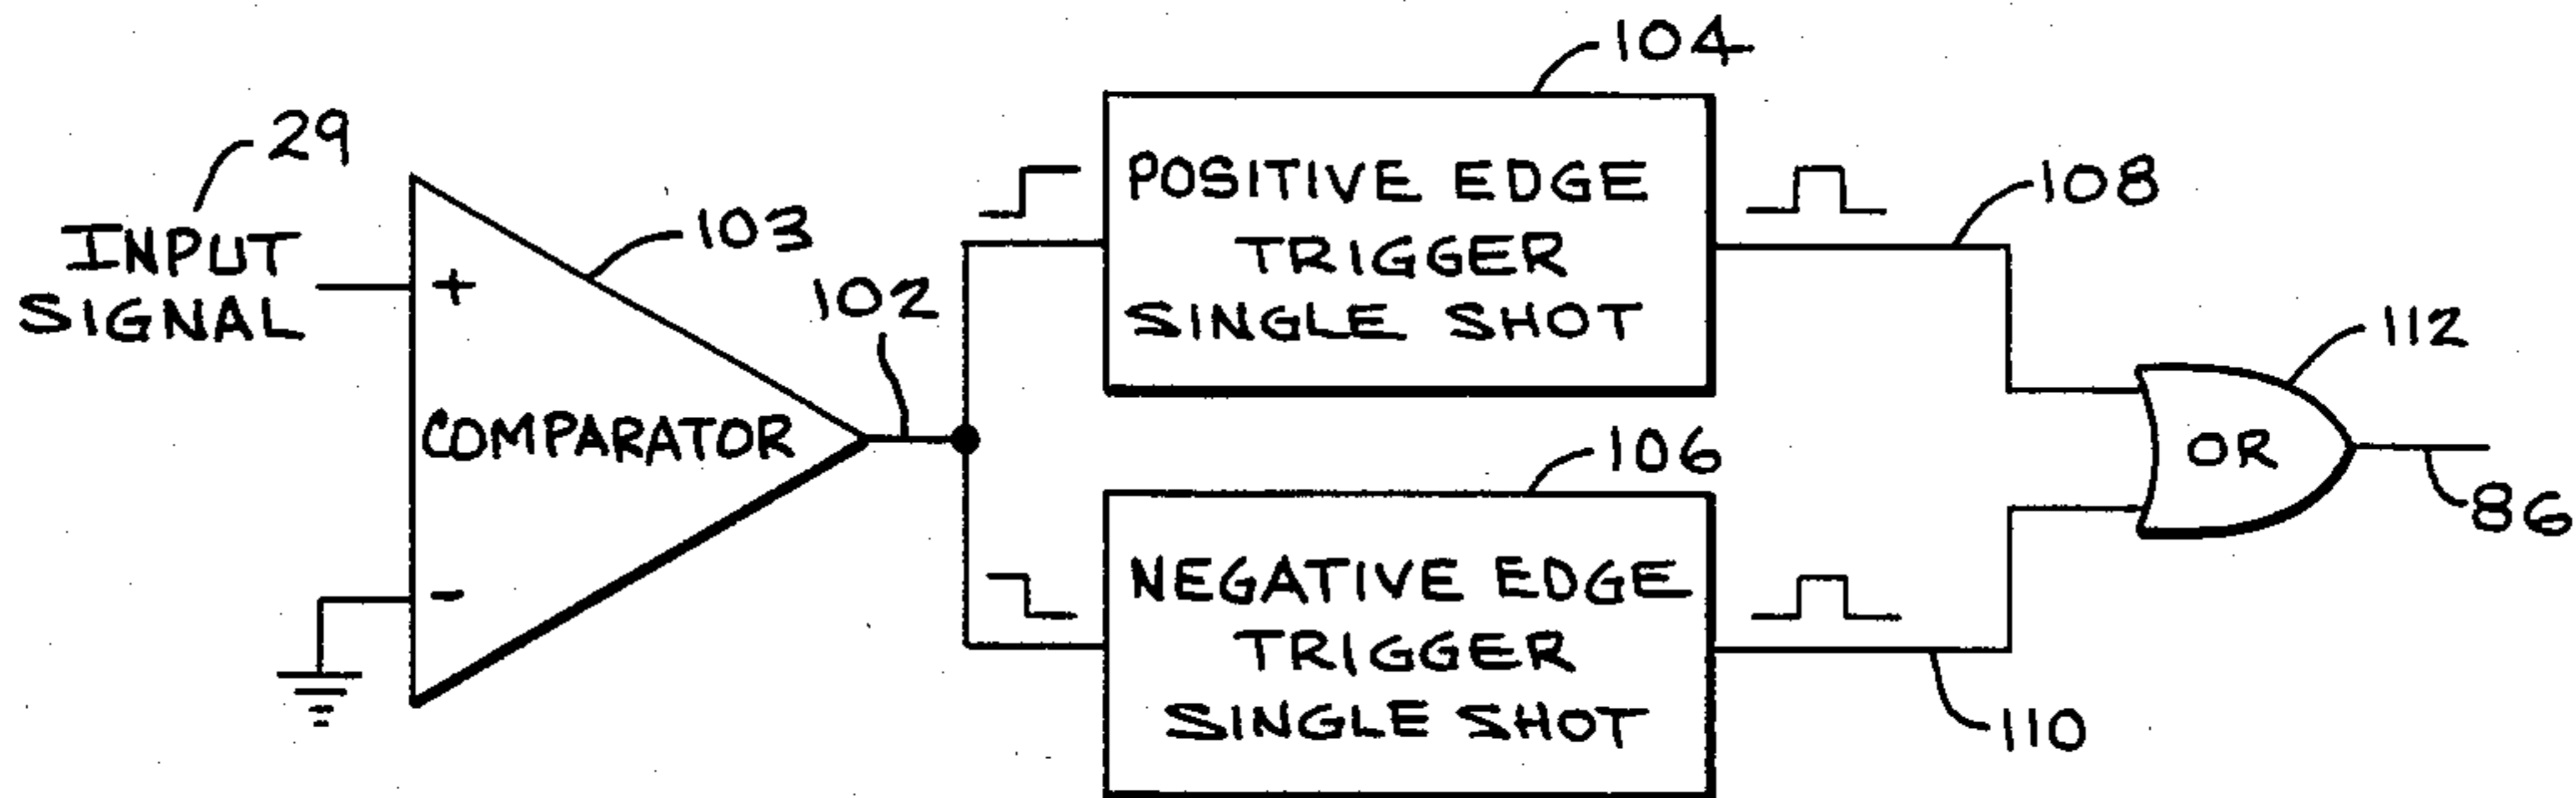 29
INPUT
SIGNAL
+
-
COMPARATOR
103
102
104
POSITIVE EDGE
TRIGGER
SINGLE SHOT
108
106
NEGATIVE EDGE
TRIGGER
SINGLE SHOT
110
112
OR
86